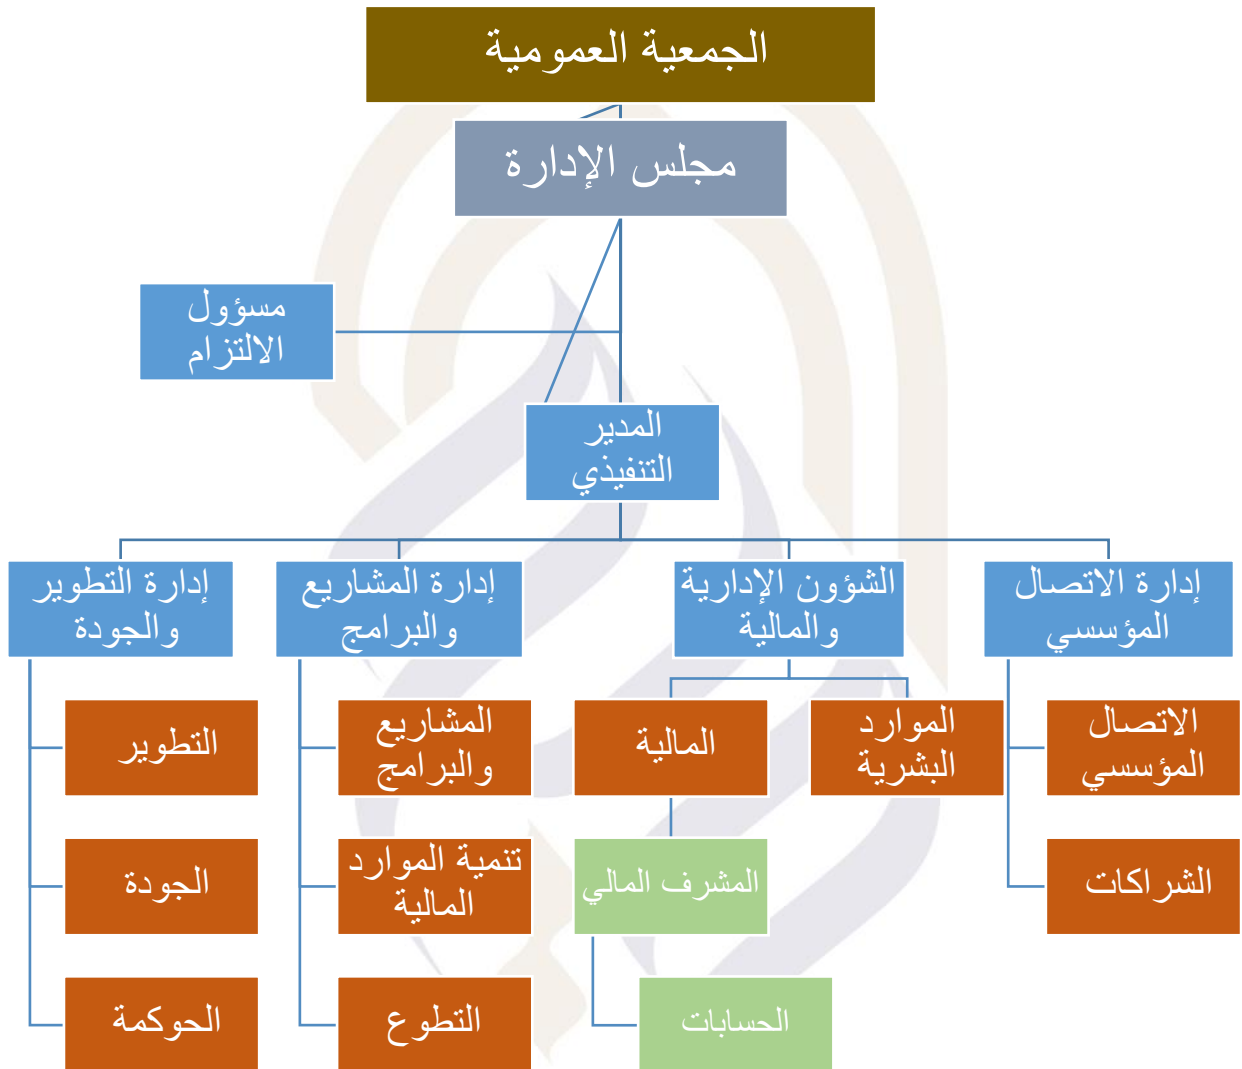 الجمعية العمومية
مجلس الإدارة
مسؤول
الالتزام
المدير
التنفيذي
إدارة الاتصال
المؤسسي
الشؤون الإدارية
والمالية
إدارة المشاريع
والبرامج
إدارة التطوير
والجودة
الاتصال
المؤسسي
الموارد
البشرية
المالية
المشاريع
والبرامج
التطوير
الشراكات
المشرف المالي
تنمية الموارد
المالية
الجودة
الحسابات
التطوع
الحوكمة